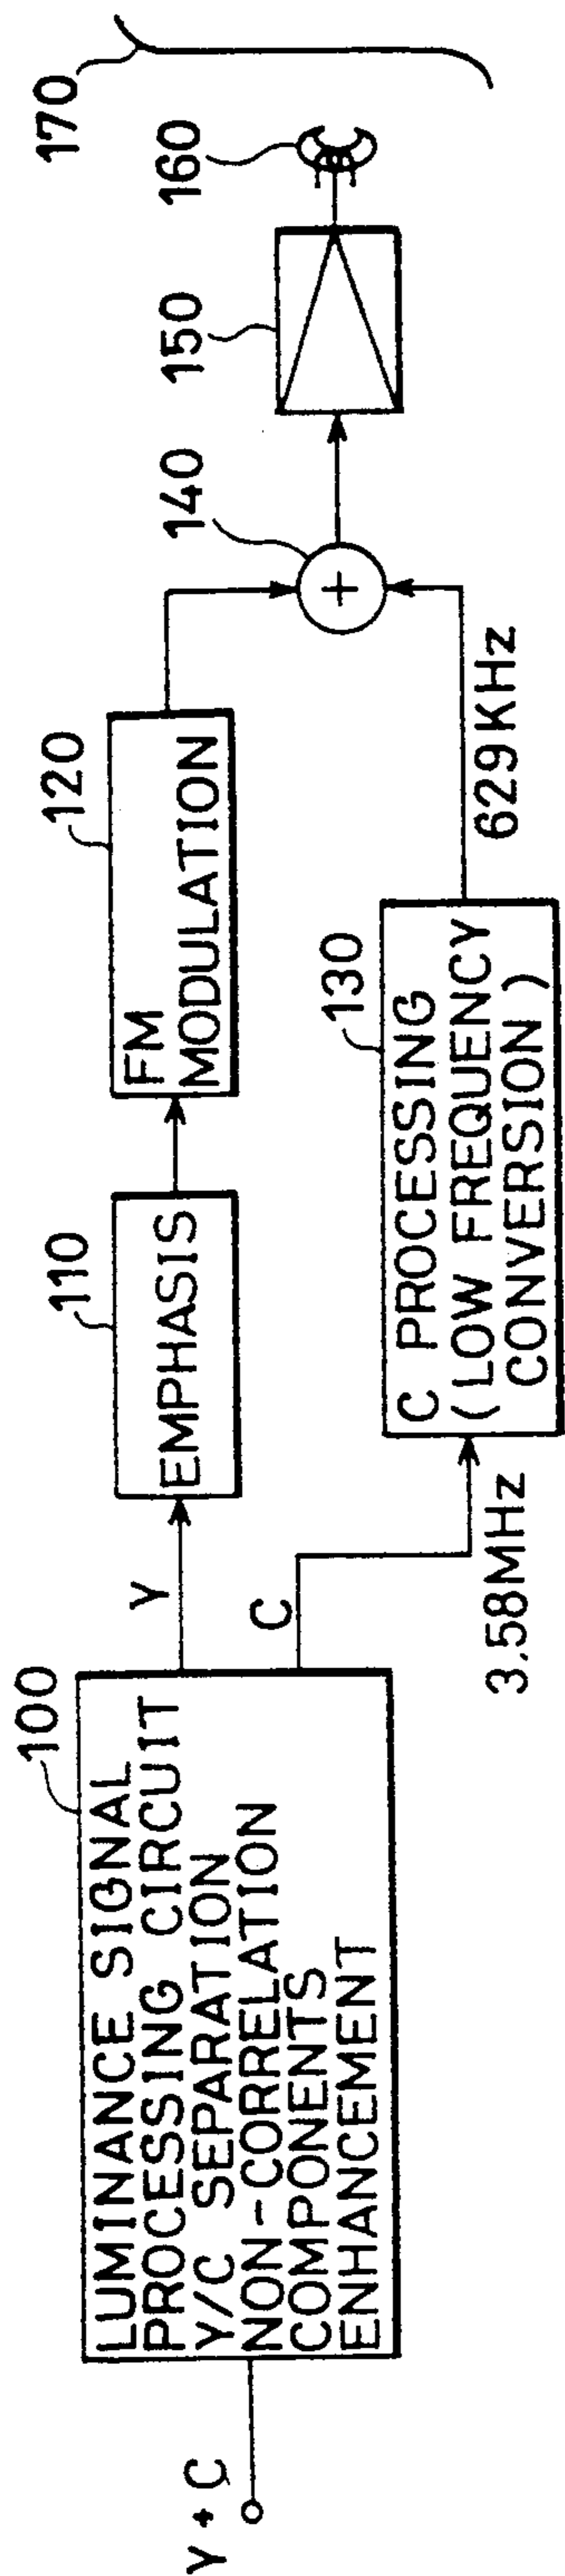 Y + C
100
LUMINANCE SIGNAL
PROCESSING CIRCUIT
Y/C SEPARATION
NON-CORRELATION
COMPONENTS
ENHANCEMENT
Y
C
110
EMPHASIS
120
FM
MODULATION
3.58MHz
130
C PROCESSING
(LOW FREQUENCY
CONVERSION)
629KHz
140
+
150
160
170